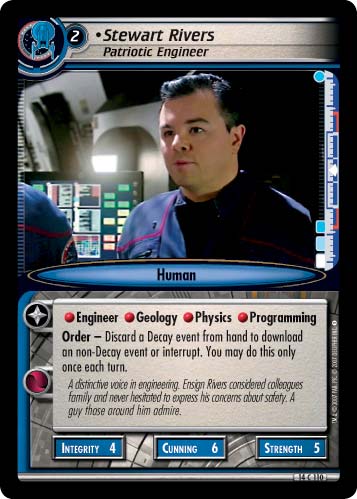 2
•Stewart Rivers
Patriotic Engineer
Human
Engineer Geology Physics Programming
Order – Discard a Decay event from hand to download
an non-Decay event or interrupt. You may do this only
once each turn.
A distinctive voice in engineering. Ensign Rivers considered colleagues
family and never hesitated to express his concerns about safety. A
guy those around him admire.
INTEGRITY 4 CUNNING 6 STRENGTH 5
14 C 110